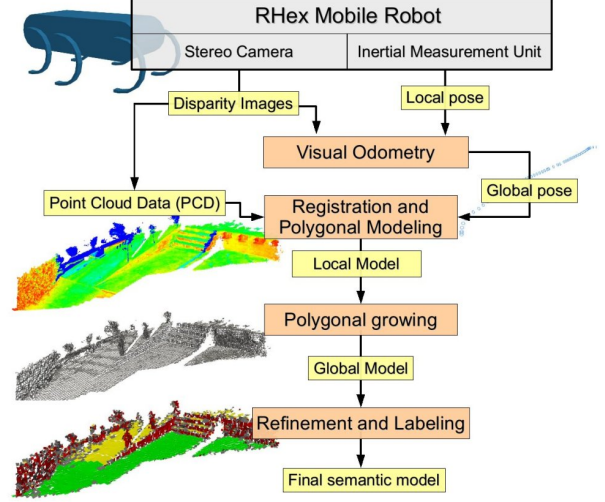 RHex Mobile Robot
Stereo Camera
Inertial Measurement Unit
Disparity Images
Local pose
Visual Odometry
Global pose
Point Cloud Data (PCD)
Registration and
Polygonal Modeling
Local Model
Polygonal growing
Global Model
Refinement and Labeling
Final semantic model